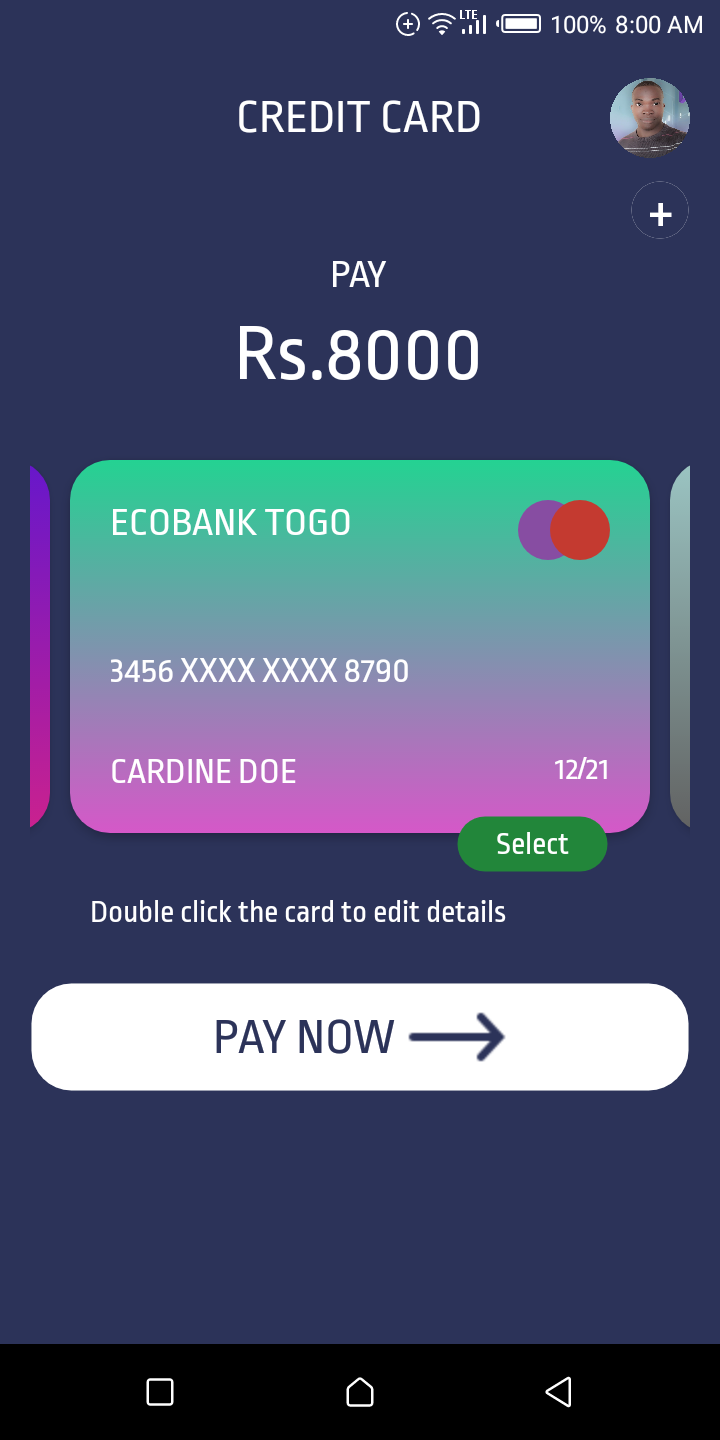 LTE 100% 8:00 AM
CREDIT CARD
+
PAY
Rs.8000
ECOBANK TOGO
3456 XXXX XXXX 8790
CARDINE DOE 12/21
Select
Double click the card to edit details
PAY NOW